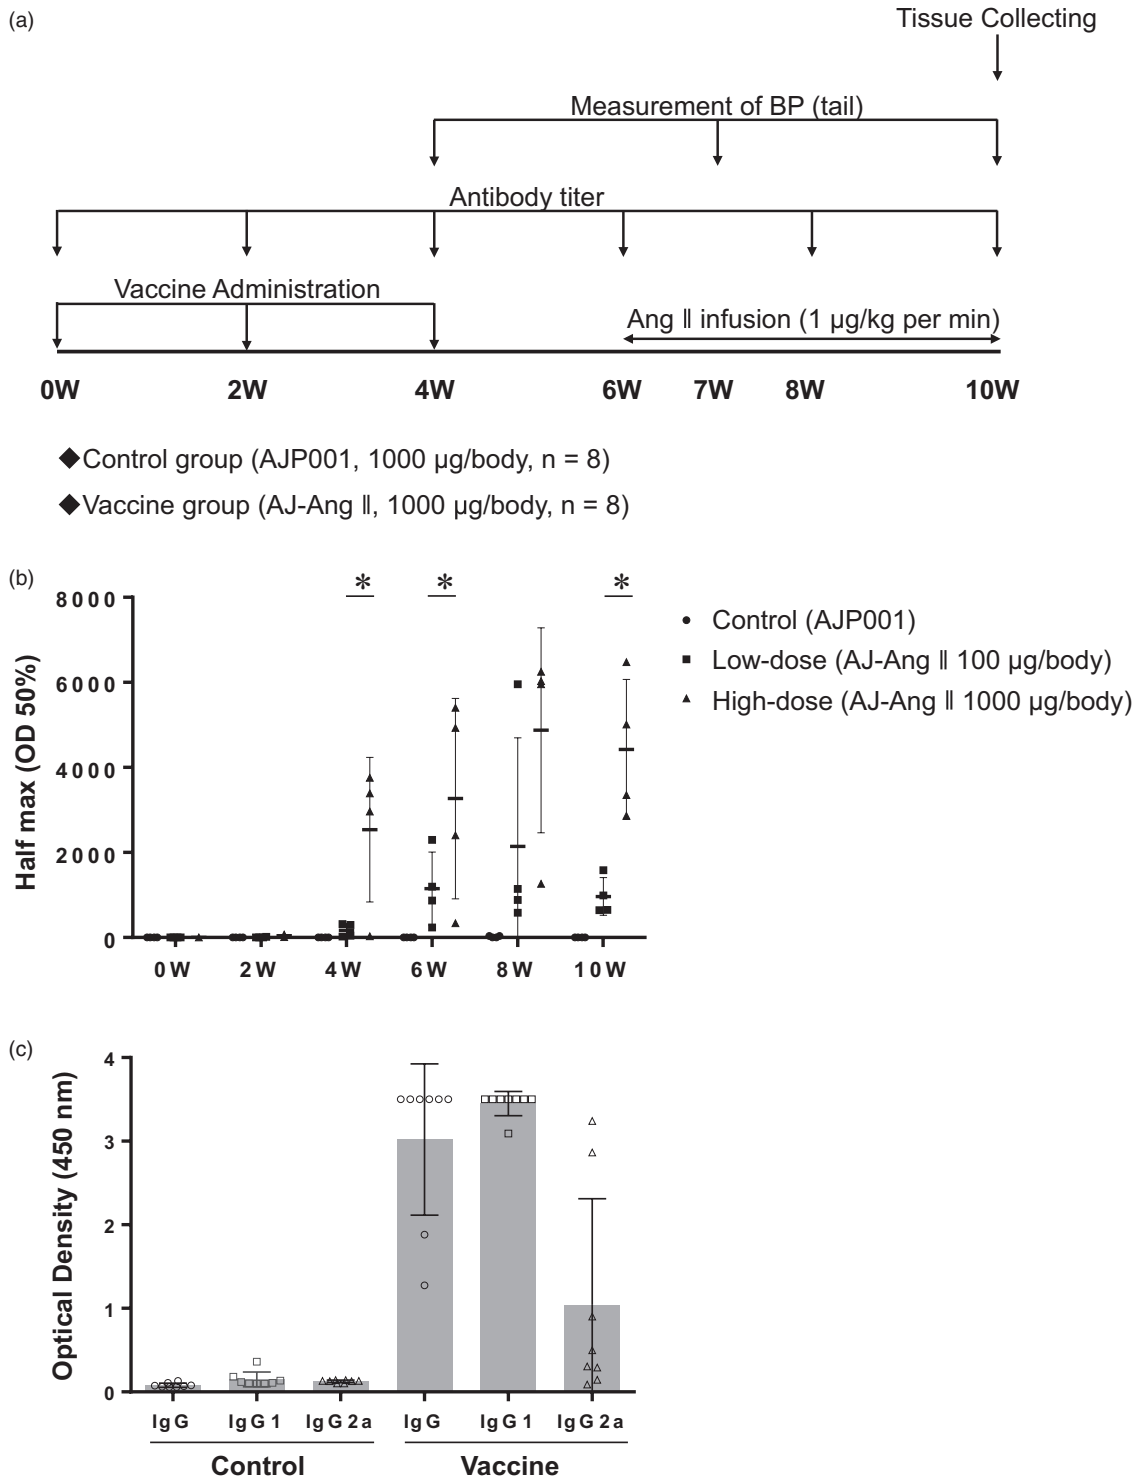 (a)
Tissue Collecting
Measurement of BP (tail)
Antibody titer
Vaccine Administration
Ang Ⅱ infusion (1 µg/kg per min)
0W 2W 4W 6W 7W 8W 10W
◆Control group (AJP001, 1000 µg/body, n = 8)
◆Vaccine group (AJ-Ang Ⅱ, 1000 µg/body, n = 8)
(b)
Half max (OD 50%)
8000
6000
4000
2000
0
* * *
0W 2W 4W 6W 8W 10W
Control (AJP001)
Low-dose (AJ-Ang Ⅱ 100 µg/body)
High-dose (AJ-Ang Ⅱ 1000 µg/body)
(c)
Optical Density (450 nm)
4
3
2
1
0
IgG IgG1 IgG2a IgG IgG1 IgG2a
Control Vaccine